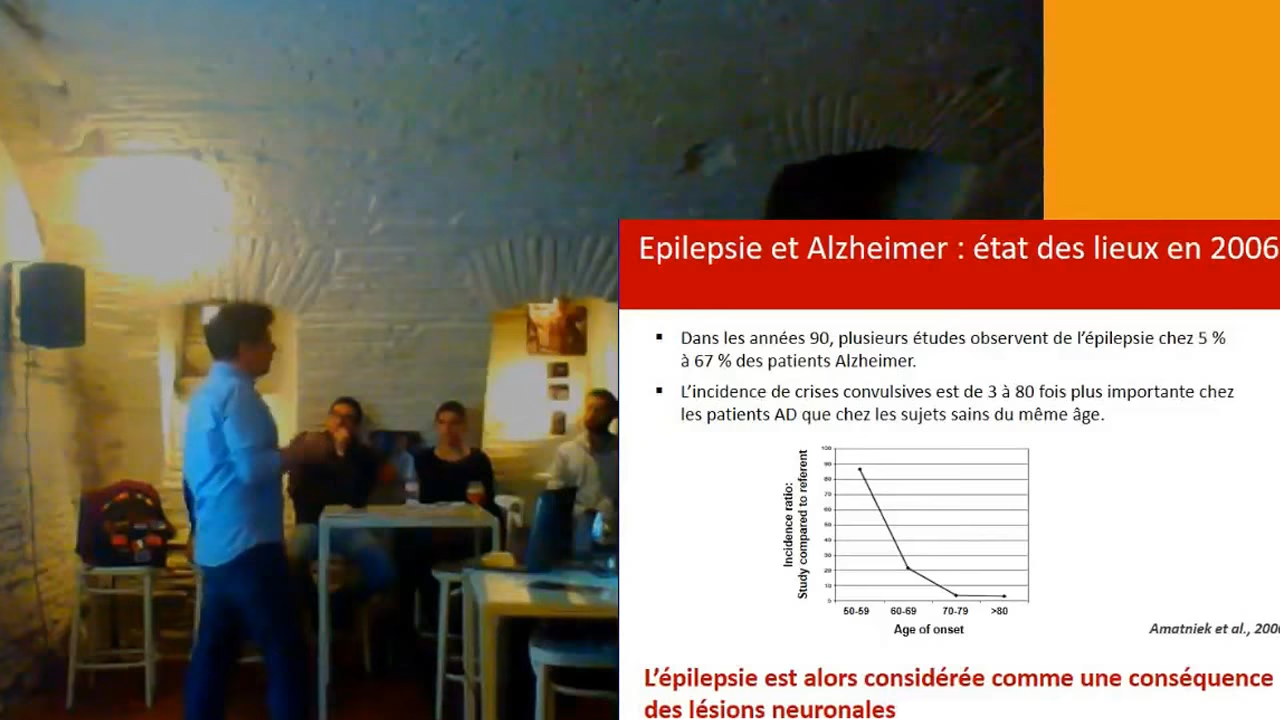 Epilepsie et Alzheimer : état des lieux en 2006
▪ Dans les années 90, plusieurs études observent de l'épilepsie chez 5 %
à 67 % des patients Alzheimer.
▪ L'incidence de crises convulsives est de 3 à 80 fois plus importante chez
les patients AD que chez les sujets sains du même âge.
Incidence ratio:
Study compared to referent
100
90
80
70
60
50
40
30
20
10
0
50-59 60-69 70-79 >80
Age of onset
Amatniek et al., 200
L'épilepsie est alors considérée comme une conséquence
des lésions neuronales